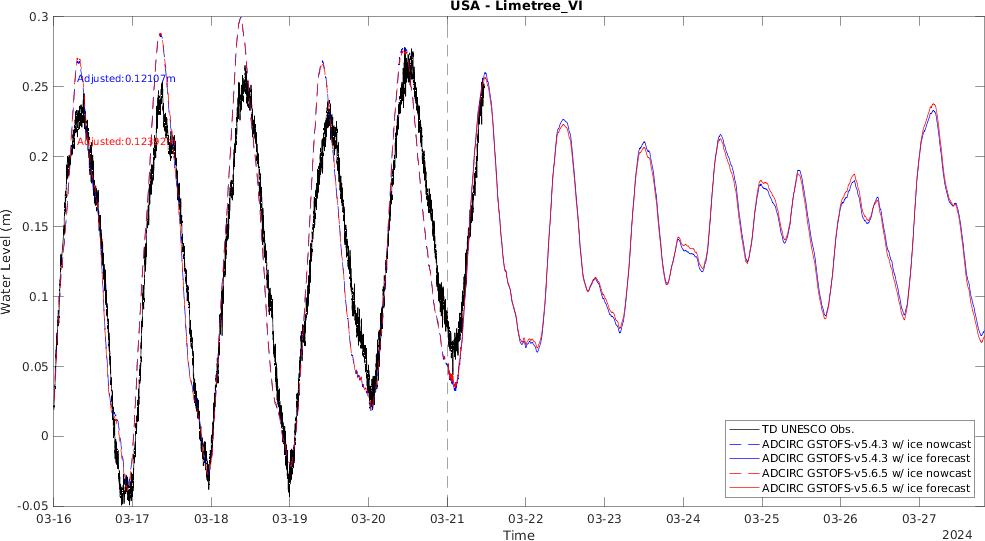 USA - Limetree_VI
0.3
0.25
0.2
0.15
0.1
0.05
0
-0.05
Water Level (m)
Adjusted:0.12107m
03-16
03-17
03-18
03-19
03-20
03-21
03-22
03-23
03-24
03-25
03-26
03-27
Time
2024
TD UNESCO Obs.
ADCIRC GSTOFS-v5.4.3 w/ ice nowcast
ADCIRC GSTOFS-v5.4.3 w/ ice forecast
ADCIRC GSTOFS-v5.6.5 w/ ice nowcast
ADCIRC GSTOFS-v5.6.5 w/ ice forecast